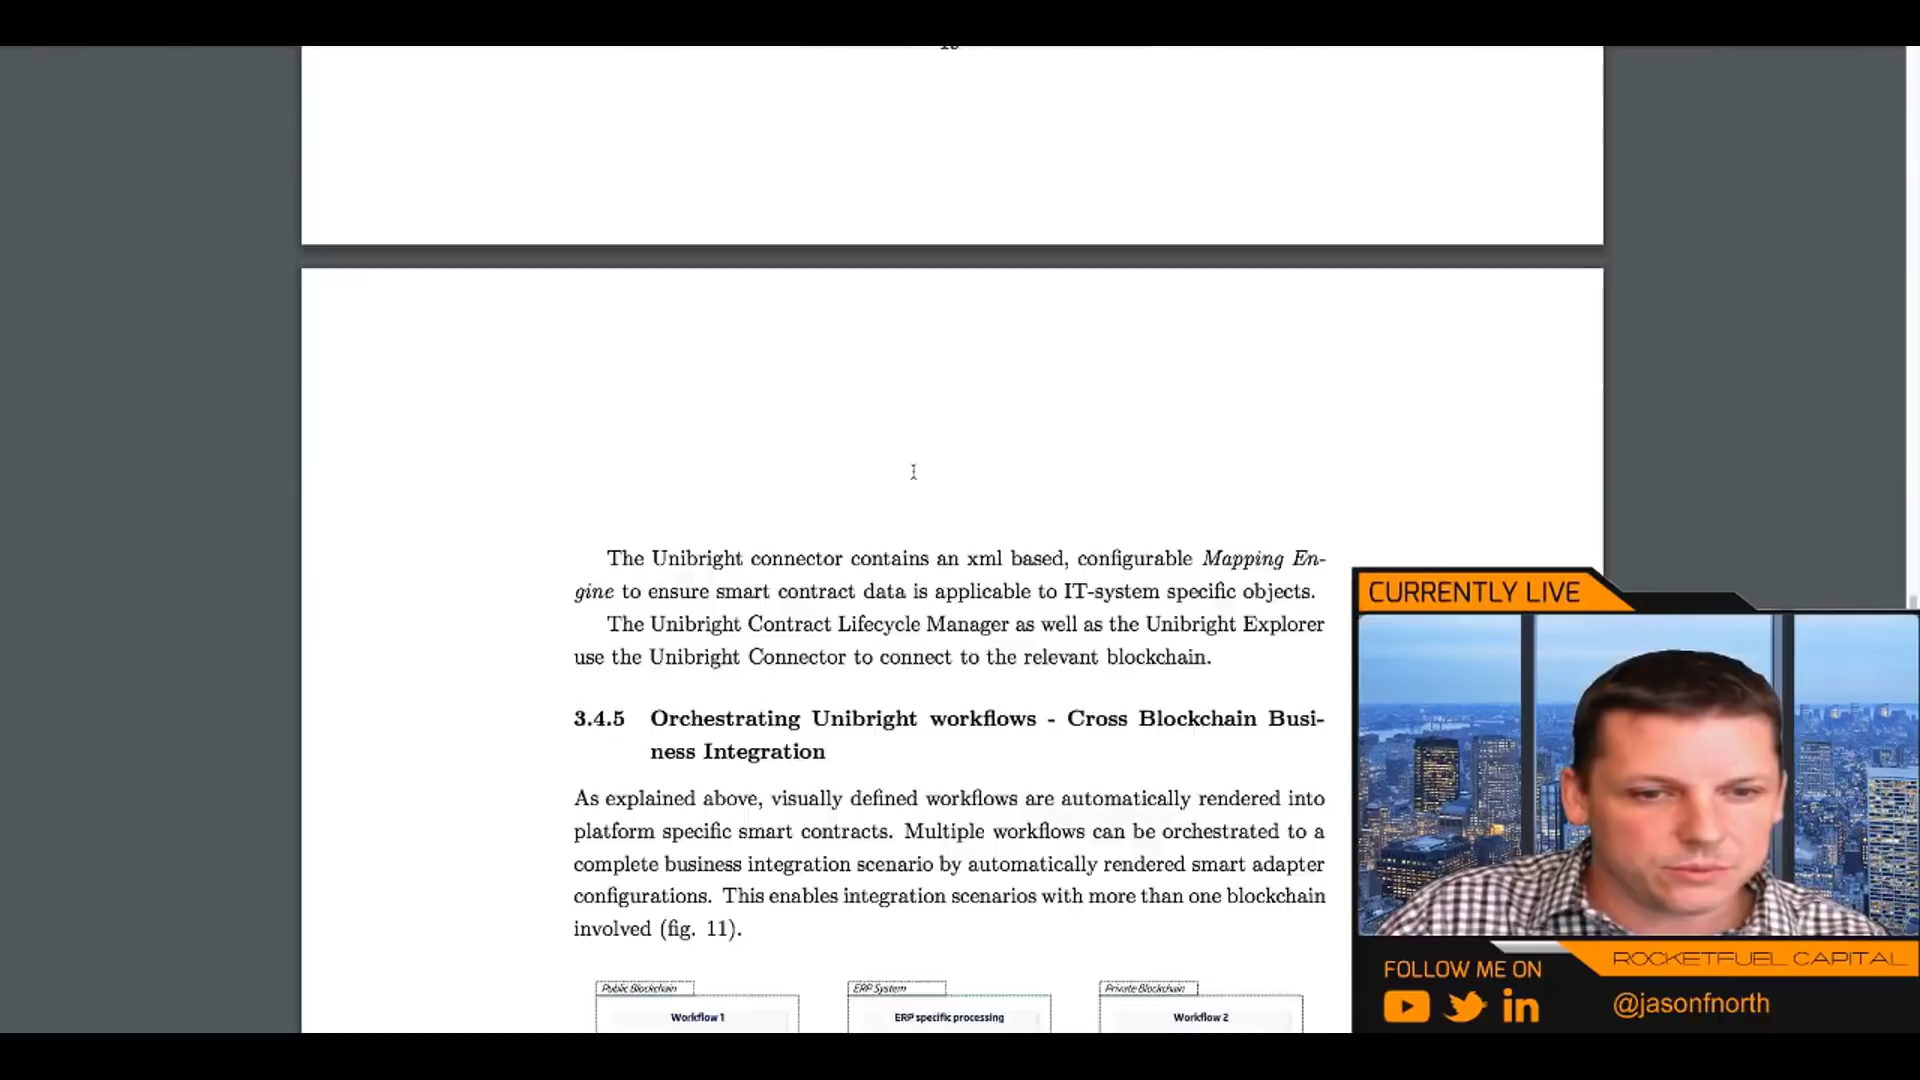 The Unibright connector contains an xml based, configurable Mapping En-
gine to ensure smart contract data is applicable to IT-system specific objects.
The Unibright Contract Lifecycle Manager as well as the Unibright Explorer
use the Unibright Connector to connect to the relevant blockchain.
3.4.5 Orchestrating Unibright workflows - Cross Blockchain Busi-
ness Integration
As explained above, visually defined workflows are automatically rendered into
platform specific smart contracts. Multiple workflows can be orchestrated to a
complete business integration scenario by automatically rendered smart adapter
configurations. This enables integration scenarios with more than one blockchain
involved (fig. 11).
Public Blockchain
ERP System
Private Blockchain
Workflow 1
ERP specific processing
Workflow 2
CURRENTLY LIVE
FOLLOW ME ON
ROCKETFUEL CAPITAL
@jasonfnorth